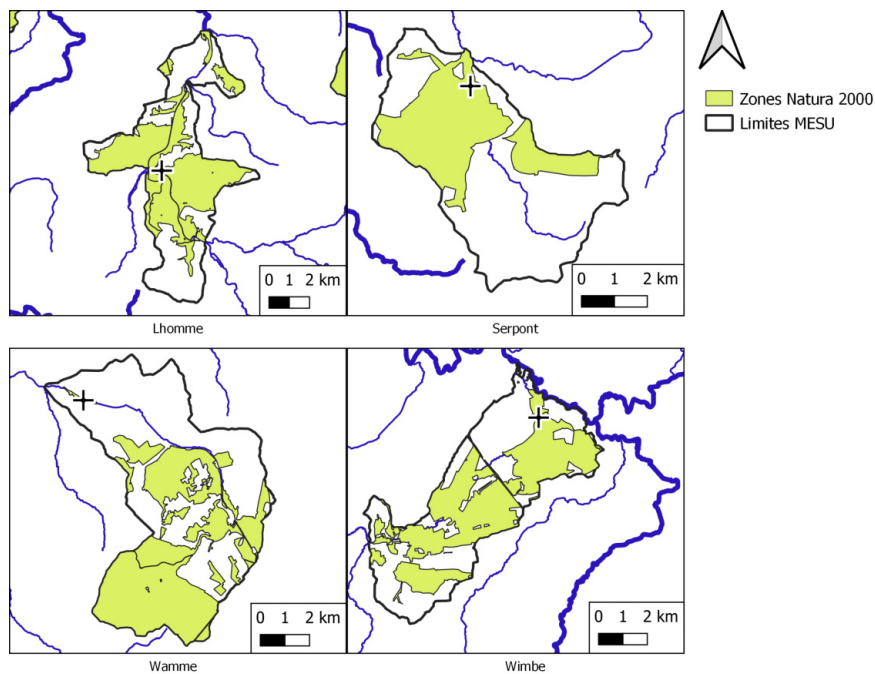 Zones Natura 2000
Limites MESU
0 1 2 km
0 1 2 km
Lhomme
Serpont
0 1 2 km
0 1 2 km
Wamme
Wimbe